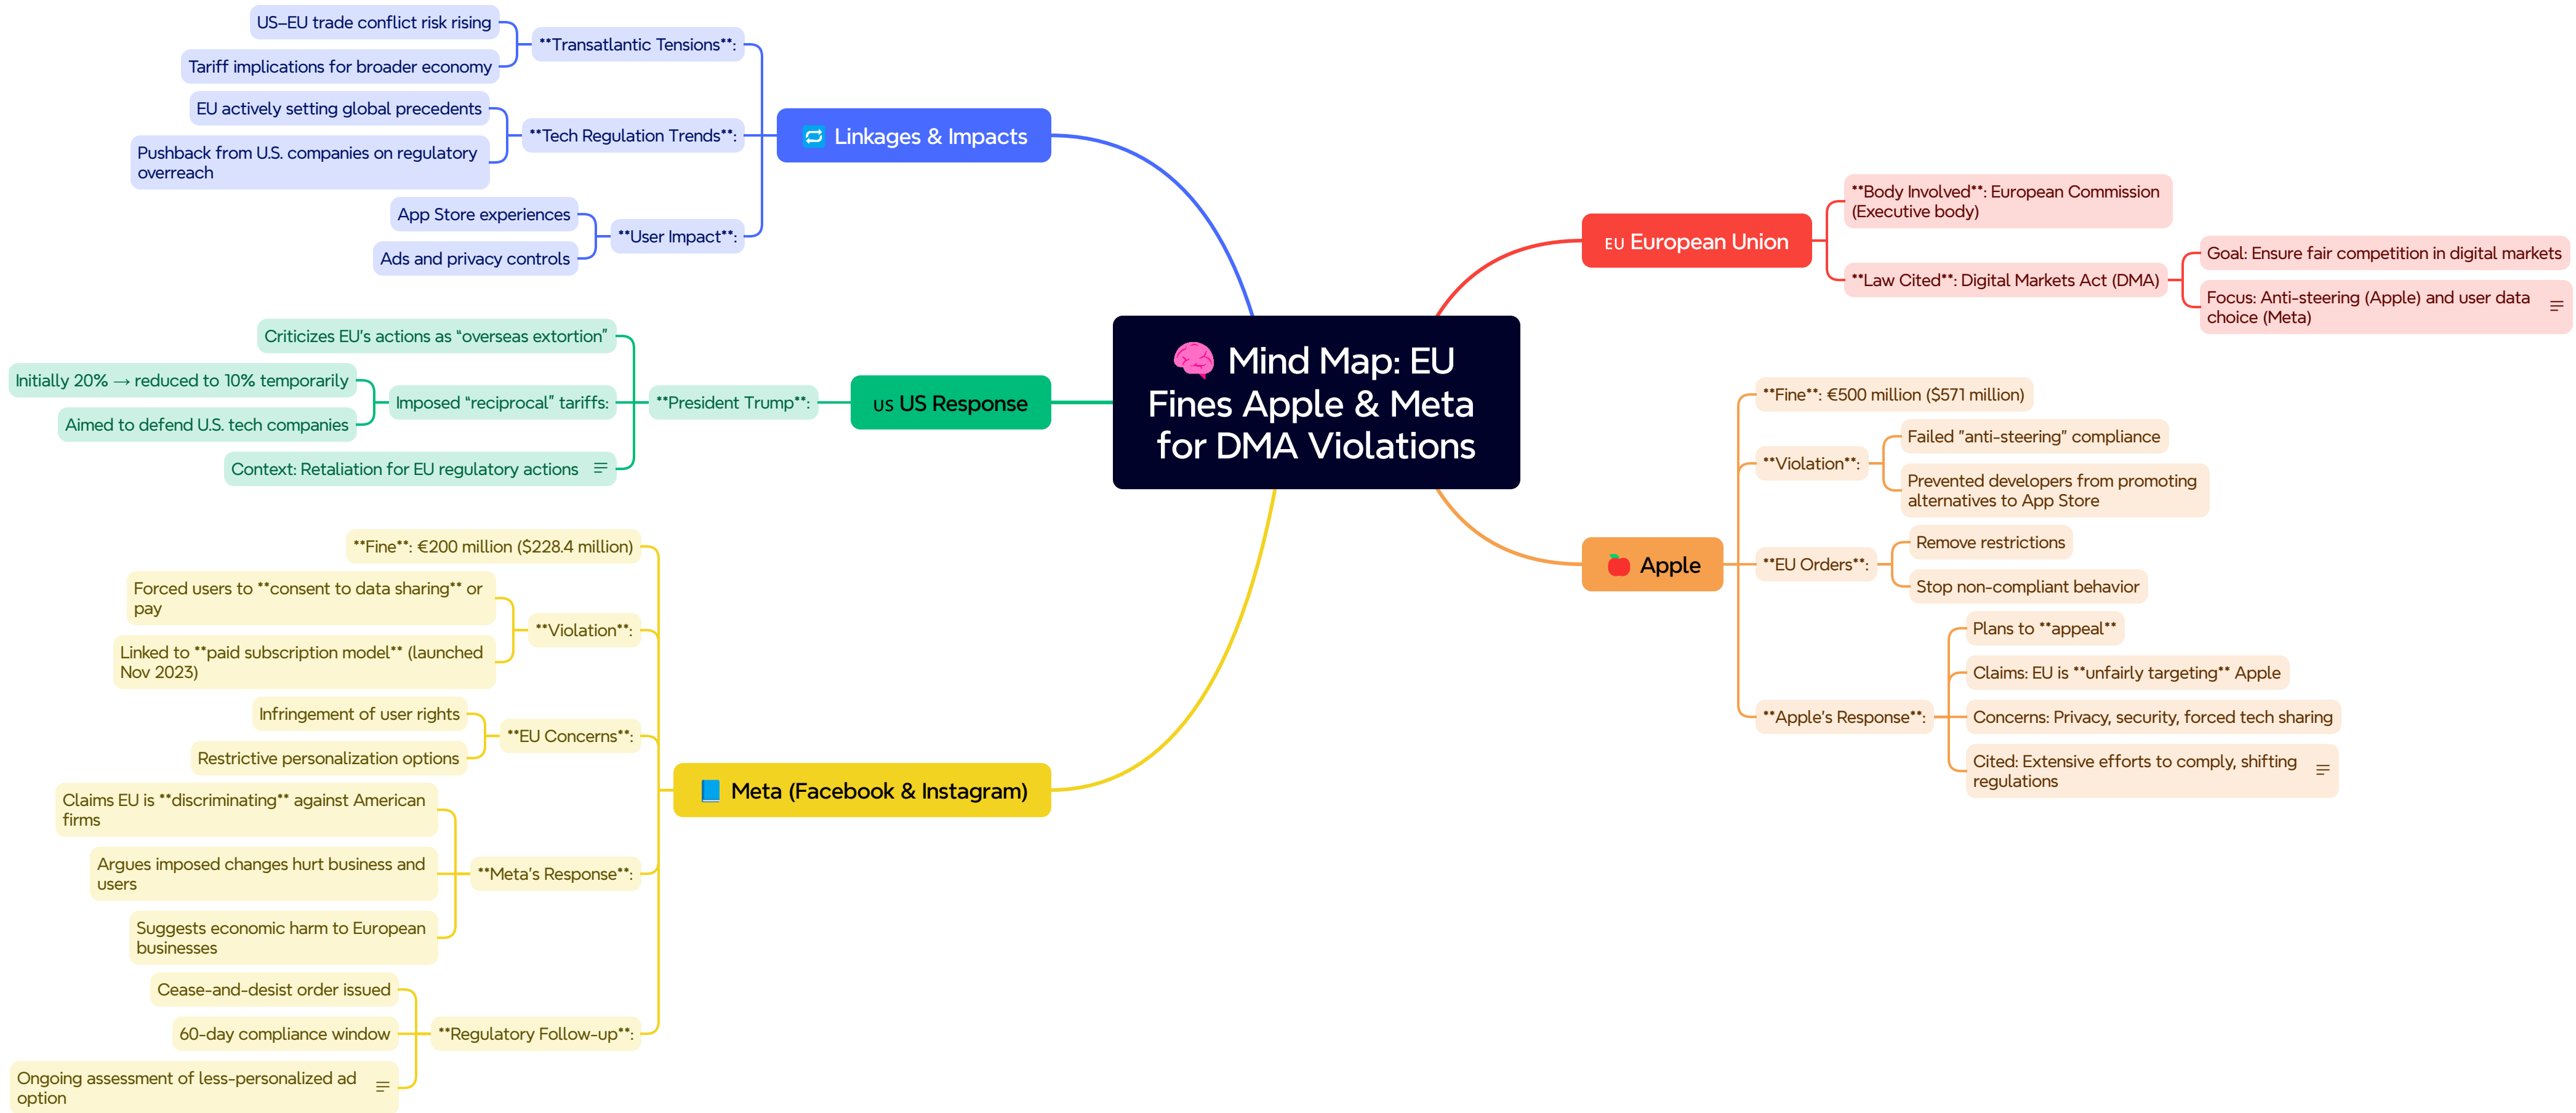 Mind Map: EU
Fines Apple & Meta
for DMA Violations
EU European Union
**Body Involved**: European Commission
(Executive body)
**Law Cited**: Digital Markets Act (DMA)
Goal: Ensure fair competition in digital markets
Focus: Anti-steering (Apple) and user data
choice (Meta)
Apple
**Fine**: €500 million ($571 million)
**Violation**:
Failed "anti-steering" compliance
Prevented developers from promoting
alternatives to App Store
**EU Orders**:
Remove restrictions
Stop non-compliant behavior
**Apple's Response**:
Plans to **appeal**
Claims: EU is **unfairly targeting** Apple
Concerns: Privacy, security, forced tech sharing
Cited: Extensive efforts to comply, shifting
regulations
Meta (Facebook & Instagram)
**Fine**: €200 million ($228.4 million)
**Violation**:
Forced users to **consent to data sharing** or
pay
Linked to **paid subscription model** (launched
Nov 2023)
**EU Concerns**:
Infringement of user rights
Restrictive personalization options
**Meta's Response**:
Claims EU is **discriminating** against American
firms
Argues imposed changes hurt business and
users
Suggests economic harm to European
businesses
**Regulatory Follow-up**:
Cease-and-desist order issued
60-day compliance window
Ongoing assessment of less-personalized ad
option
US US Response
**President Trump**:
Criticizes EU's actions as “overseas extortion”
Imposed “reciprocal” tariffs:
Initially 20% → reduced to 10% temporarily
Aimed to defend U.S. tech companies
Context: Retaliation for EU regulatory actions
Linkages & Impacts
**Transatlantic Tensions**:
US–EU trade conflict risk rising
Tariff implications for broader economy
**Tech Regulation Trends**:
EU actively setting global precedents
Pushback from U.S. companies on regulatory
overreach
**User Impact**:
App Store experiences
Ads and privacy controls